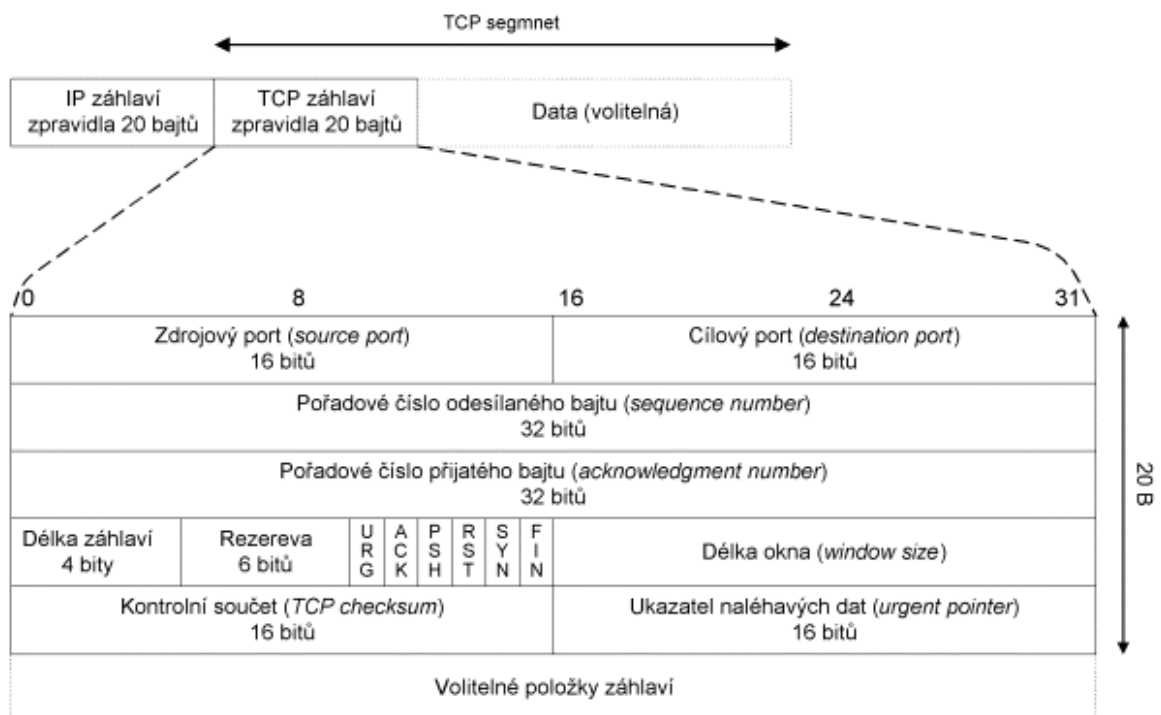 TCP segmnet
IP záhlaví
zpravidla 20 bajtů
TCP záhlaví
zpravidla 20 bajtů
Data (volitelná)
0 8 16 24 31
Zdrojový port (source port)
16 bitů
Cílový port (destination port)
16 bitů
Pořadové číslo odesílaného bajtu (sequence number)
32 bitů
Pořadové číslo přijatého bajtu (acknowledgment number)
32 bitů
20 B
Délka záhlaví
4 bity
Rezereva
6 bitů
URG
ACK
PSH
RST
SYN
FIN
Délka okna (window size)
Kontrolní součet (TCP checksum)
16 bitů
Ukazatel naléhavých dat (urgent pointer)
16 bitů
Volitelné položky záhlaví